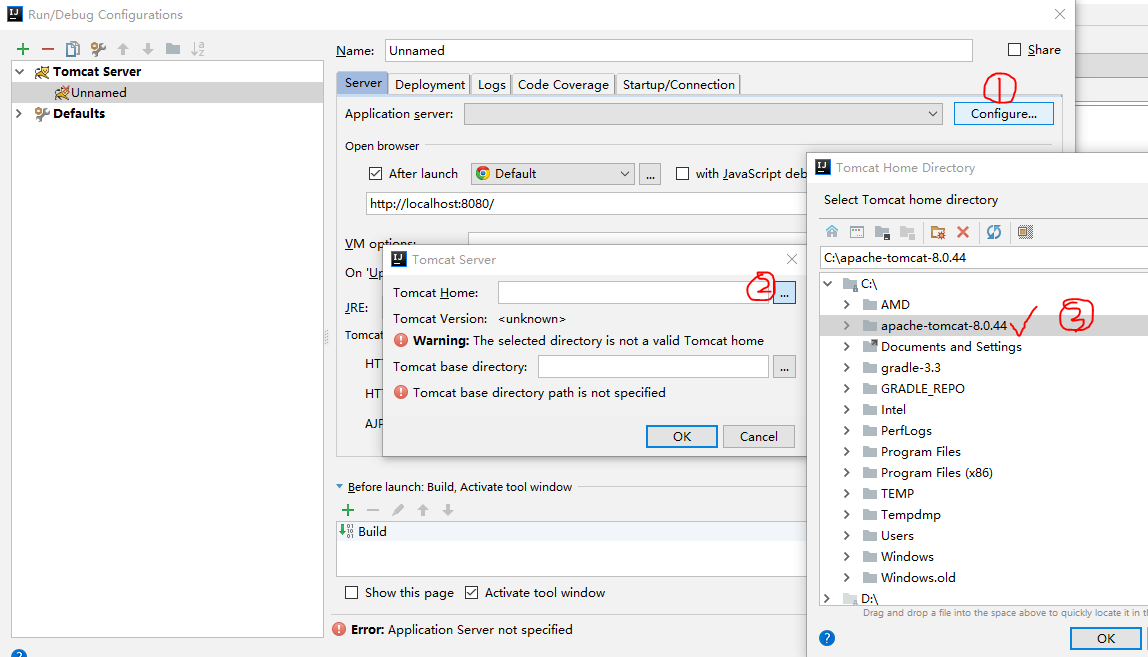 Run/Debug Configurations
Tomcat Server
Unnamed
Defaults
Name: Unnamed
Share
Server Deployment Logs Code Coverage Startup/Connection
①
Application server: Configure...
Open browser
After launch Default ... with JavaScript deb
http://localhost:8080/
VM options:
On 'Up
JRE:
Tomcat
HT
HT
AJP
Tomcat Server
Tomcat Home: ② ...
Tomcat Version: <unknown>
Warning: The selected directory is not a valid Tomcat home
Tomcat base directory: ...
Tomcat base directory path is not specified
OK Cancel
Before launch: Build, Activate tool window
Build
Show this page Activate tool window
Error: Application Server not specified
Tomcat Home Directory
Select Tomcat home directory
C:\apache-tomcat-8.0.44
C:\
AMD
apache-tomcat-8.0.44 ③
Documents and Settings
gradle-3.3
GRADLE_REPO
Intel
PerfLogs
Program Files
Program Files (x86)
TEMP
Tempdmp
Users
Windows
Windows.old
D:\
Drag and drop a file into the space above to quickly locate it in th
OK